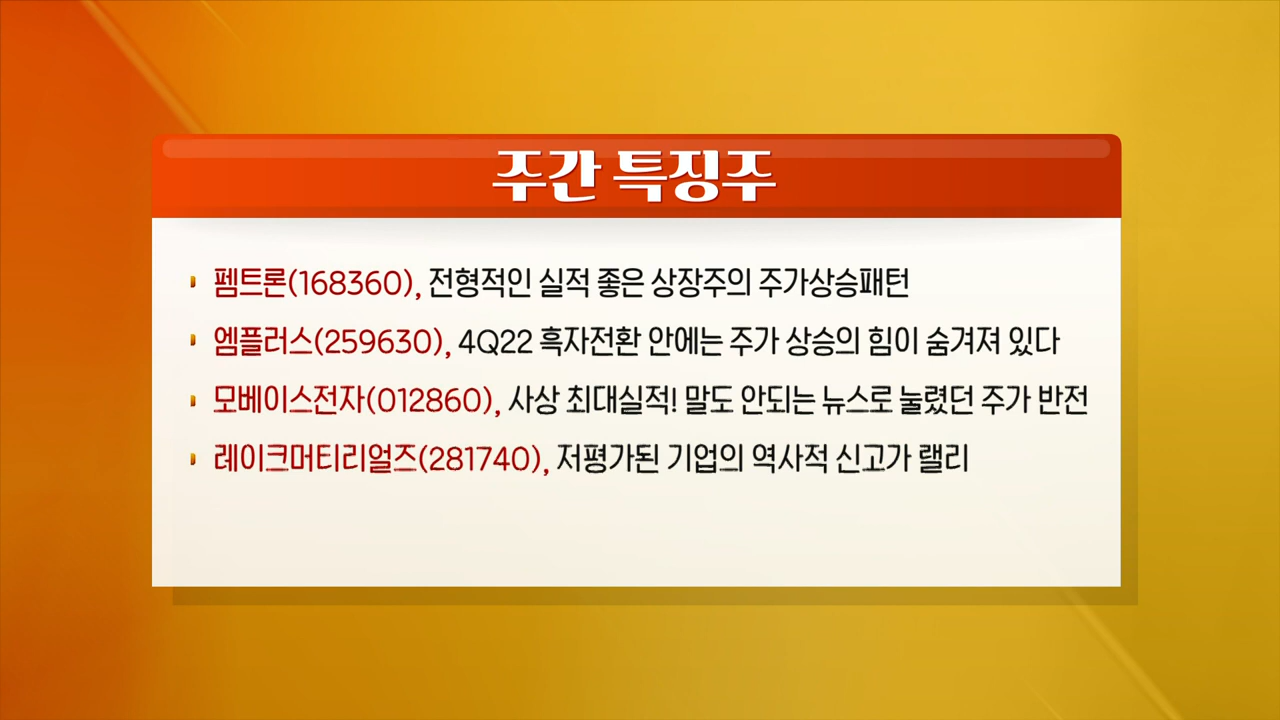 주간 특징주
펨트론(168360), 전형적인 실적 좋은 상장주의 주가상승패턴
엠플러스(259630), 4Q22 흑자전환 안에는 주가 상승의 힘이 숨겨져 있다
모베이스전자(012860), 사상 최대실적! 말도 안되는 뉴스로 눌렸던 주가 반전
레이크머티리얼즈(281740), 저평가된 기업의 역사적 신고가 랠리